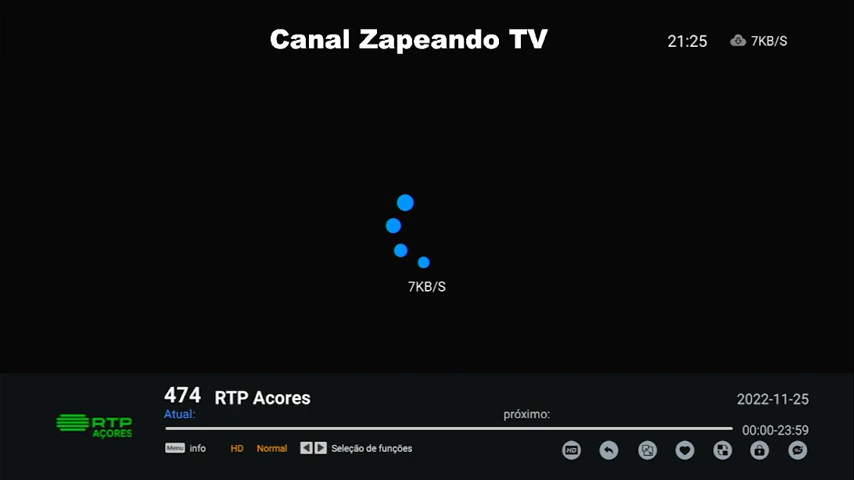 Canal Zapeando TV
21:25
7KB/S
7KB/S
474 RTP Acores
2022-11-25
Atual:
próximo:
RTP
AÇORES
00:00-23:59
Menu info HD Normal Seleção de funções
HD